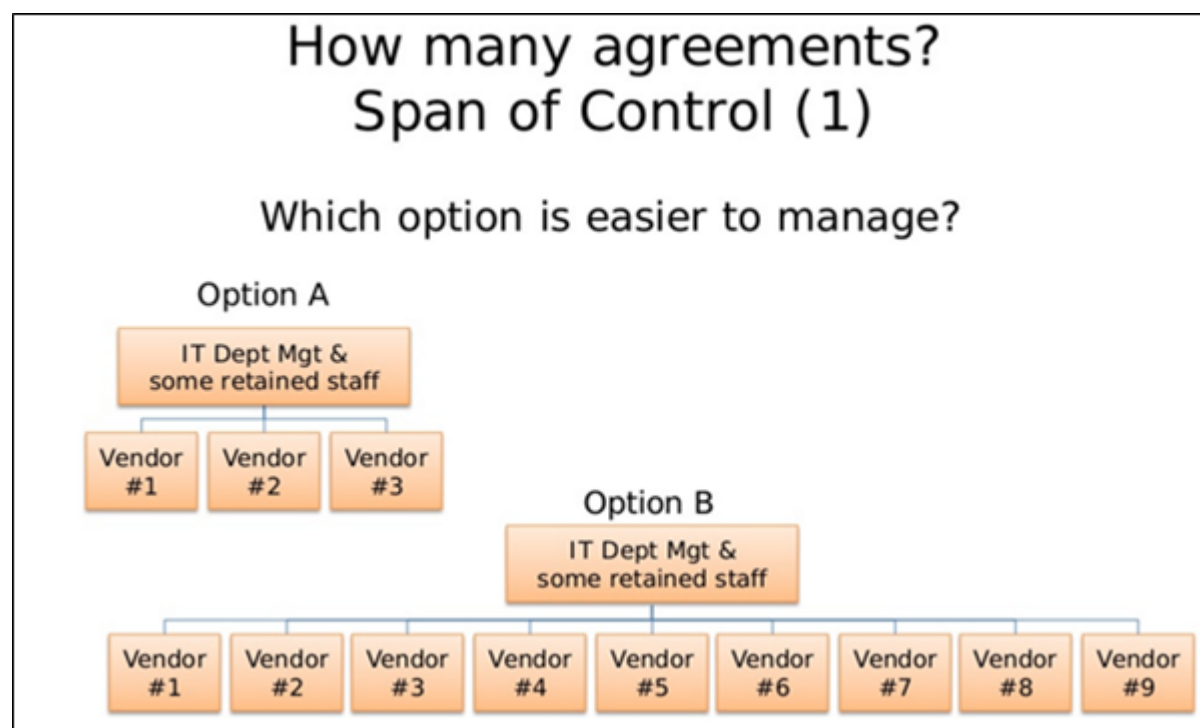 How many agreements?
Span of Control (1)
Which option is easier to manage?
Option A
IT Dept Mgt &
some retained staff
Vendor
#1
Vendor
#2
Vendor
#3
Option B
IT Dept Mgt &
some retained staff
Vendor
#1
Vendor
#2
Vendor
#3
Vendor
#4
Vendor
#5
Vendor
#6
Vendor
#7
Vendor
#8
Vendor
#9